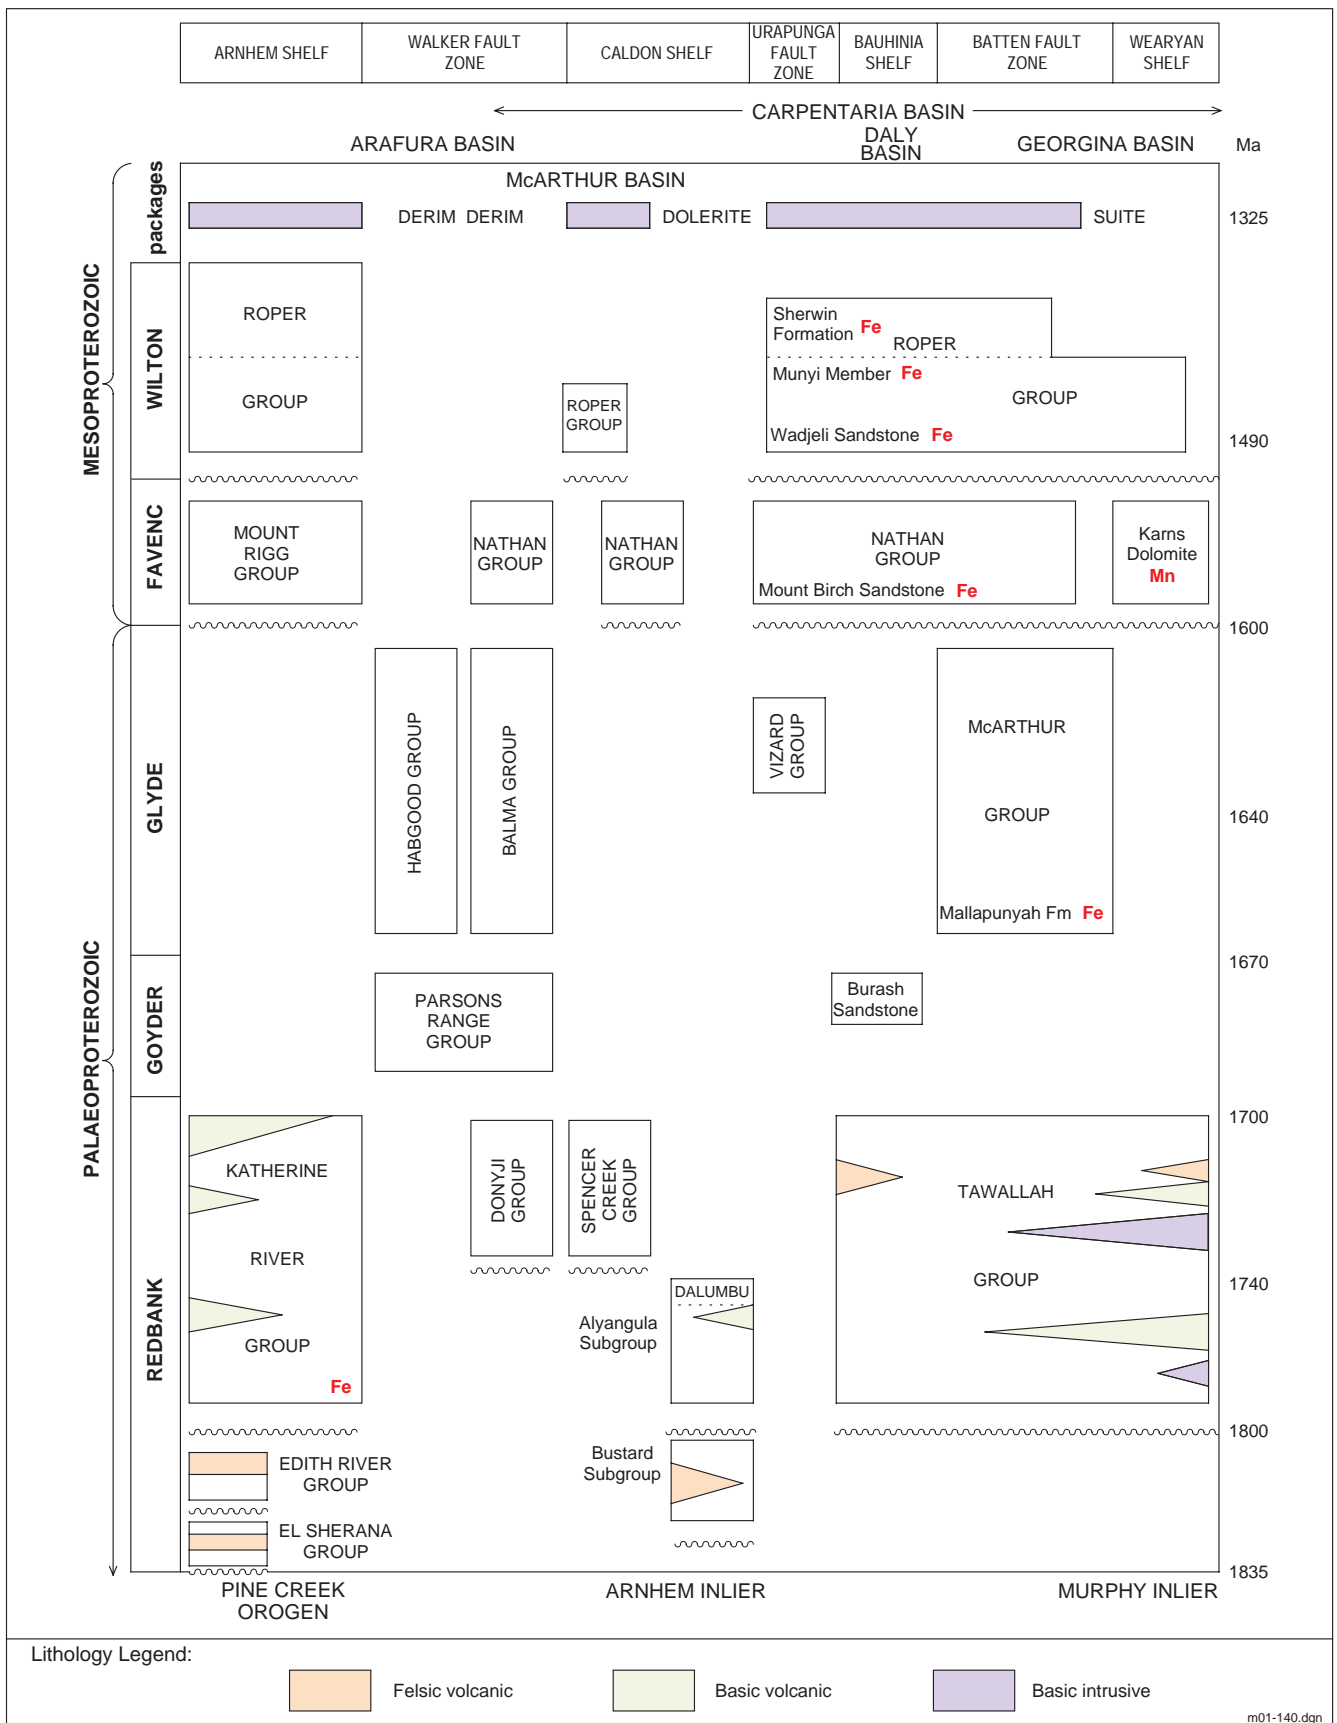 ARNHEM SHELF
WALKER FAULT
ZONE
CALDON SHELF
URAPUNGA
FAULT
ZONE
BAUHINIA
SHELF
BATTEN FAULT
ZONE
WEARYAN
SHELF
CARPENTARIA BASIN
ARAFURA BASIN
DALY
BASIN
GEORGINA BASIN
Ma
McARTHUR BASIN
packages
DERIM DERIM
DOLERITE
SUITE
1325
MESOPROTEROZOIC
WILTON
ROPER
GROUP
ROPER
GROUP
Sherwin
Formation Fe
ROPER
Munyi Member Fe
GROUP
Wadjeli Sandstone Fe
1490
FAVENC
MOUNT
RIGG
GROUP
NATHAN
GROUP
NATHAN
GROUP
NATHAN
GROUP
Mount Birch Sandstone Fe
Karns
Dolomite
Mn
1600
PALAEOPROTEROZOIC
GLYDE
HABGOOD GROUP
BALMA GROUP
VIZARD
GROUP
McARTHUR
GROUP
Mallapunyah Fm Fe
1640
1670
GOYDER
PARSONS
RANGE
GROUP
Burash
Sandstone
1700
REDBANK
KATHERINE
RIVER
GROUP
Fe
DONYJI
GROUP
SPENCER
CREEK
GROUP
TAWALLAH
GROUP
1740
DALUMBU
Alyangula
Subgroup
1800
EDITH RIVER
GROUP
Bustard
Subgroup
EL SHERANA
GROUP
1835
PINE CREEK
OROGEN
ARNHEM INLIER
MURPHY INLIER
Lithology Legend:
Felsic volcanic
Basic volcanic
Basic intrusive
m01-140.dgn